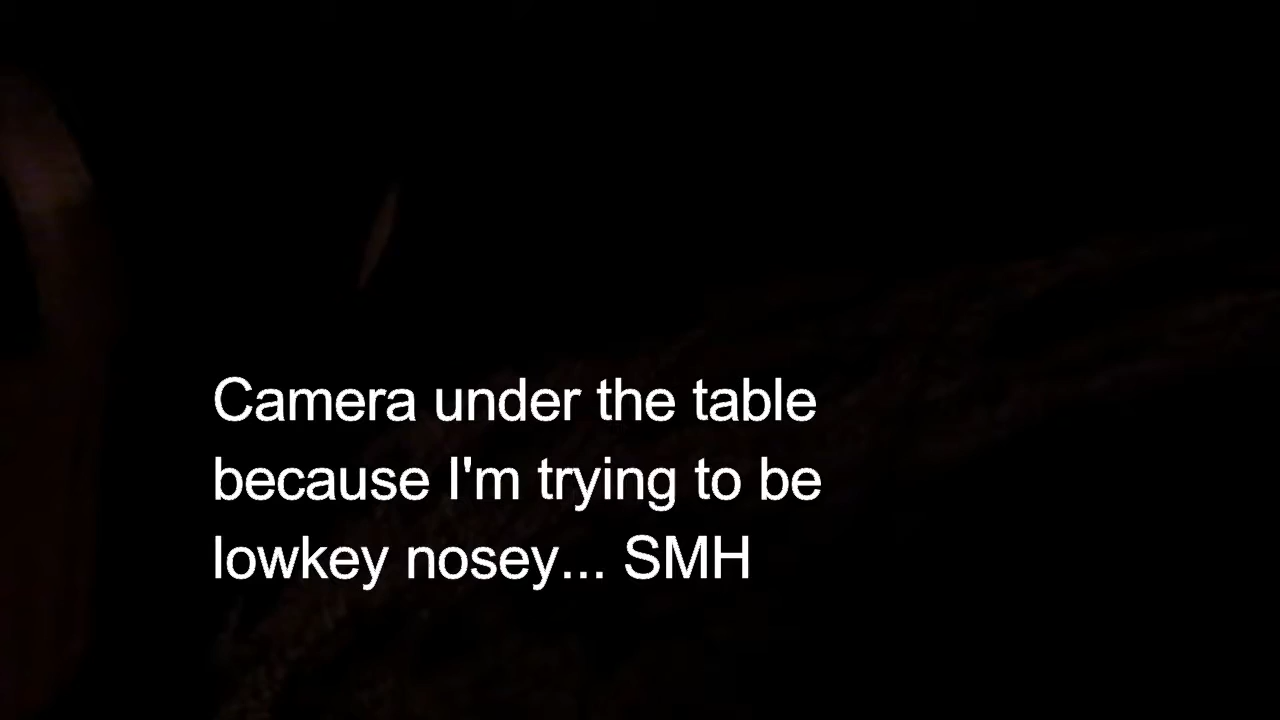 Camera under the table
because I'm trying to be
lowkey nosey... SMH